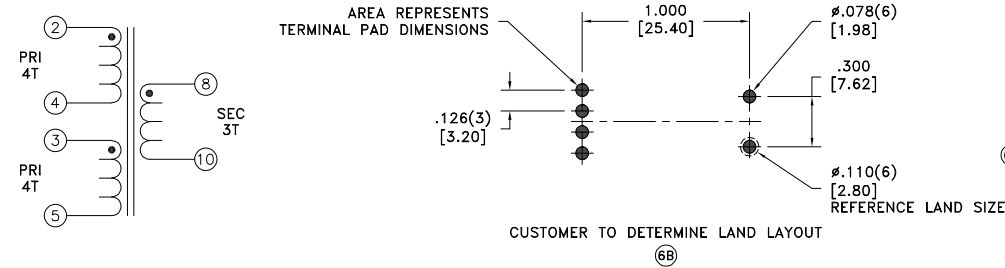 2
PRI
4T
4
3
PRI
4T
5
8
SEC
3T
10
AREA REPRESENTS
TERMINAL PAD DIMENSIONS
1.000
[25.40]
ø.078(6)
[1.98]
.300
[7.62]
.126(3)
[3.20]
ø.110(6)
[2.80]
REFERENCE LAND SIZE
CUSTOMER TO DETERMINE LAND LAYOUT
6B